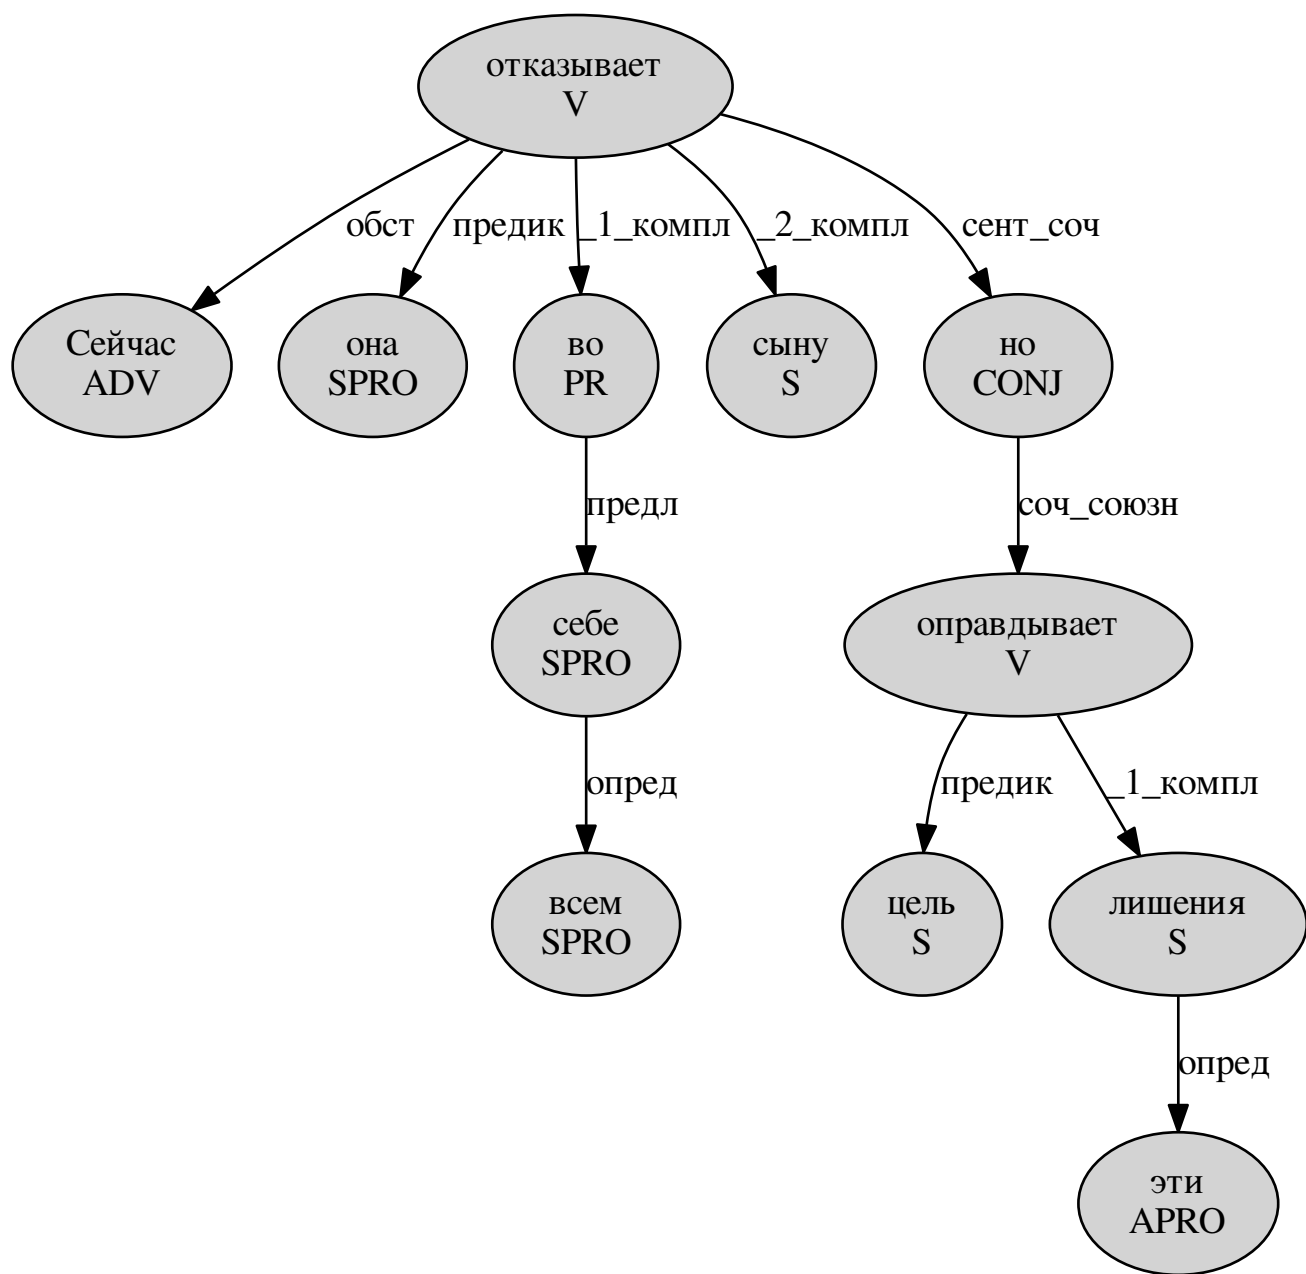 отказывает
V
обст
предик
_1_компл
_2_компл
сент_соч
Сейчас
ADV
она
SPRO
во
PR
сыну
S
но
CONJ
предл
соч_союзн
себе
SPRO
оправдывает
V
опред
предик
_1_компл
всем
SPRO
цель
S
лишения
S
опред
эти
APRO